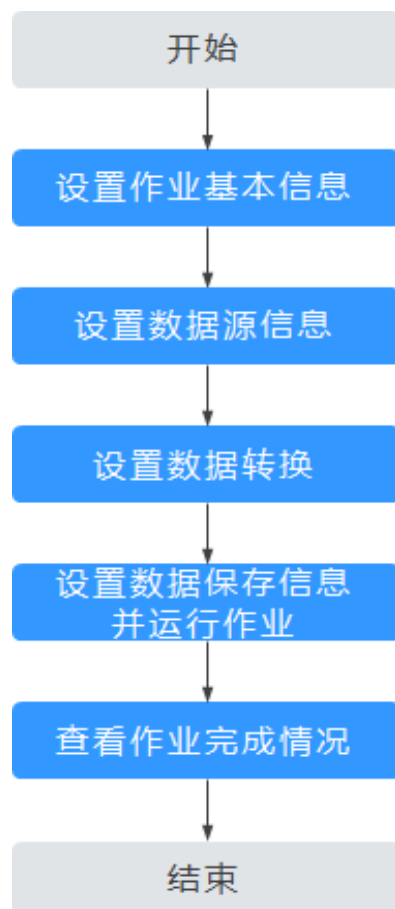 开始
设置作业基本信息
设置数据源信息
设置数据转换
设置数据保存信息
并运行作业
查看作业完成情况
结束